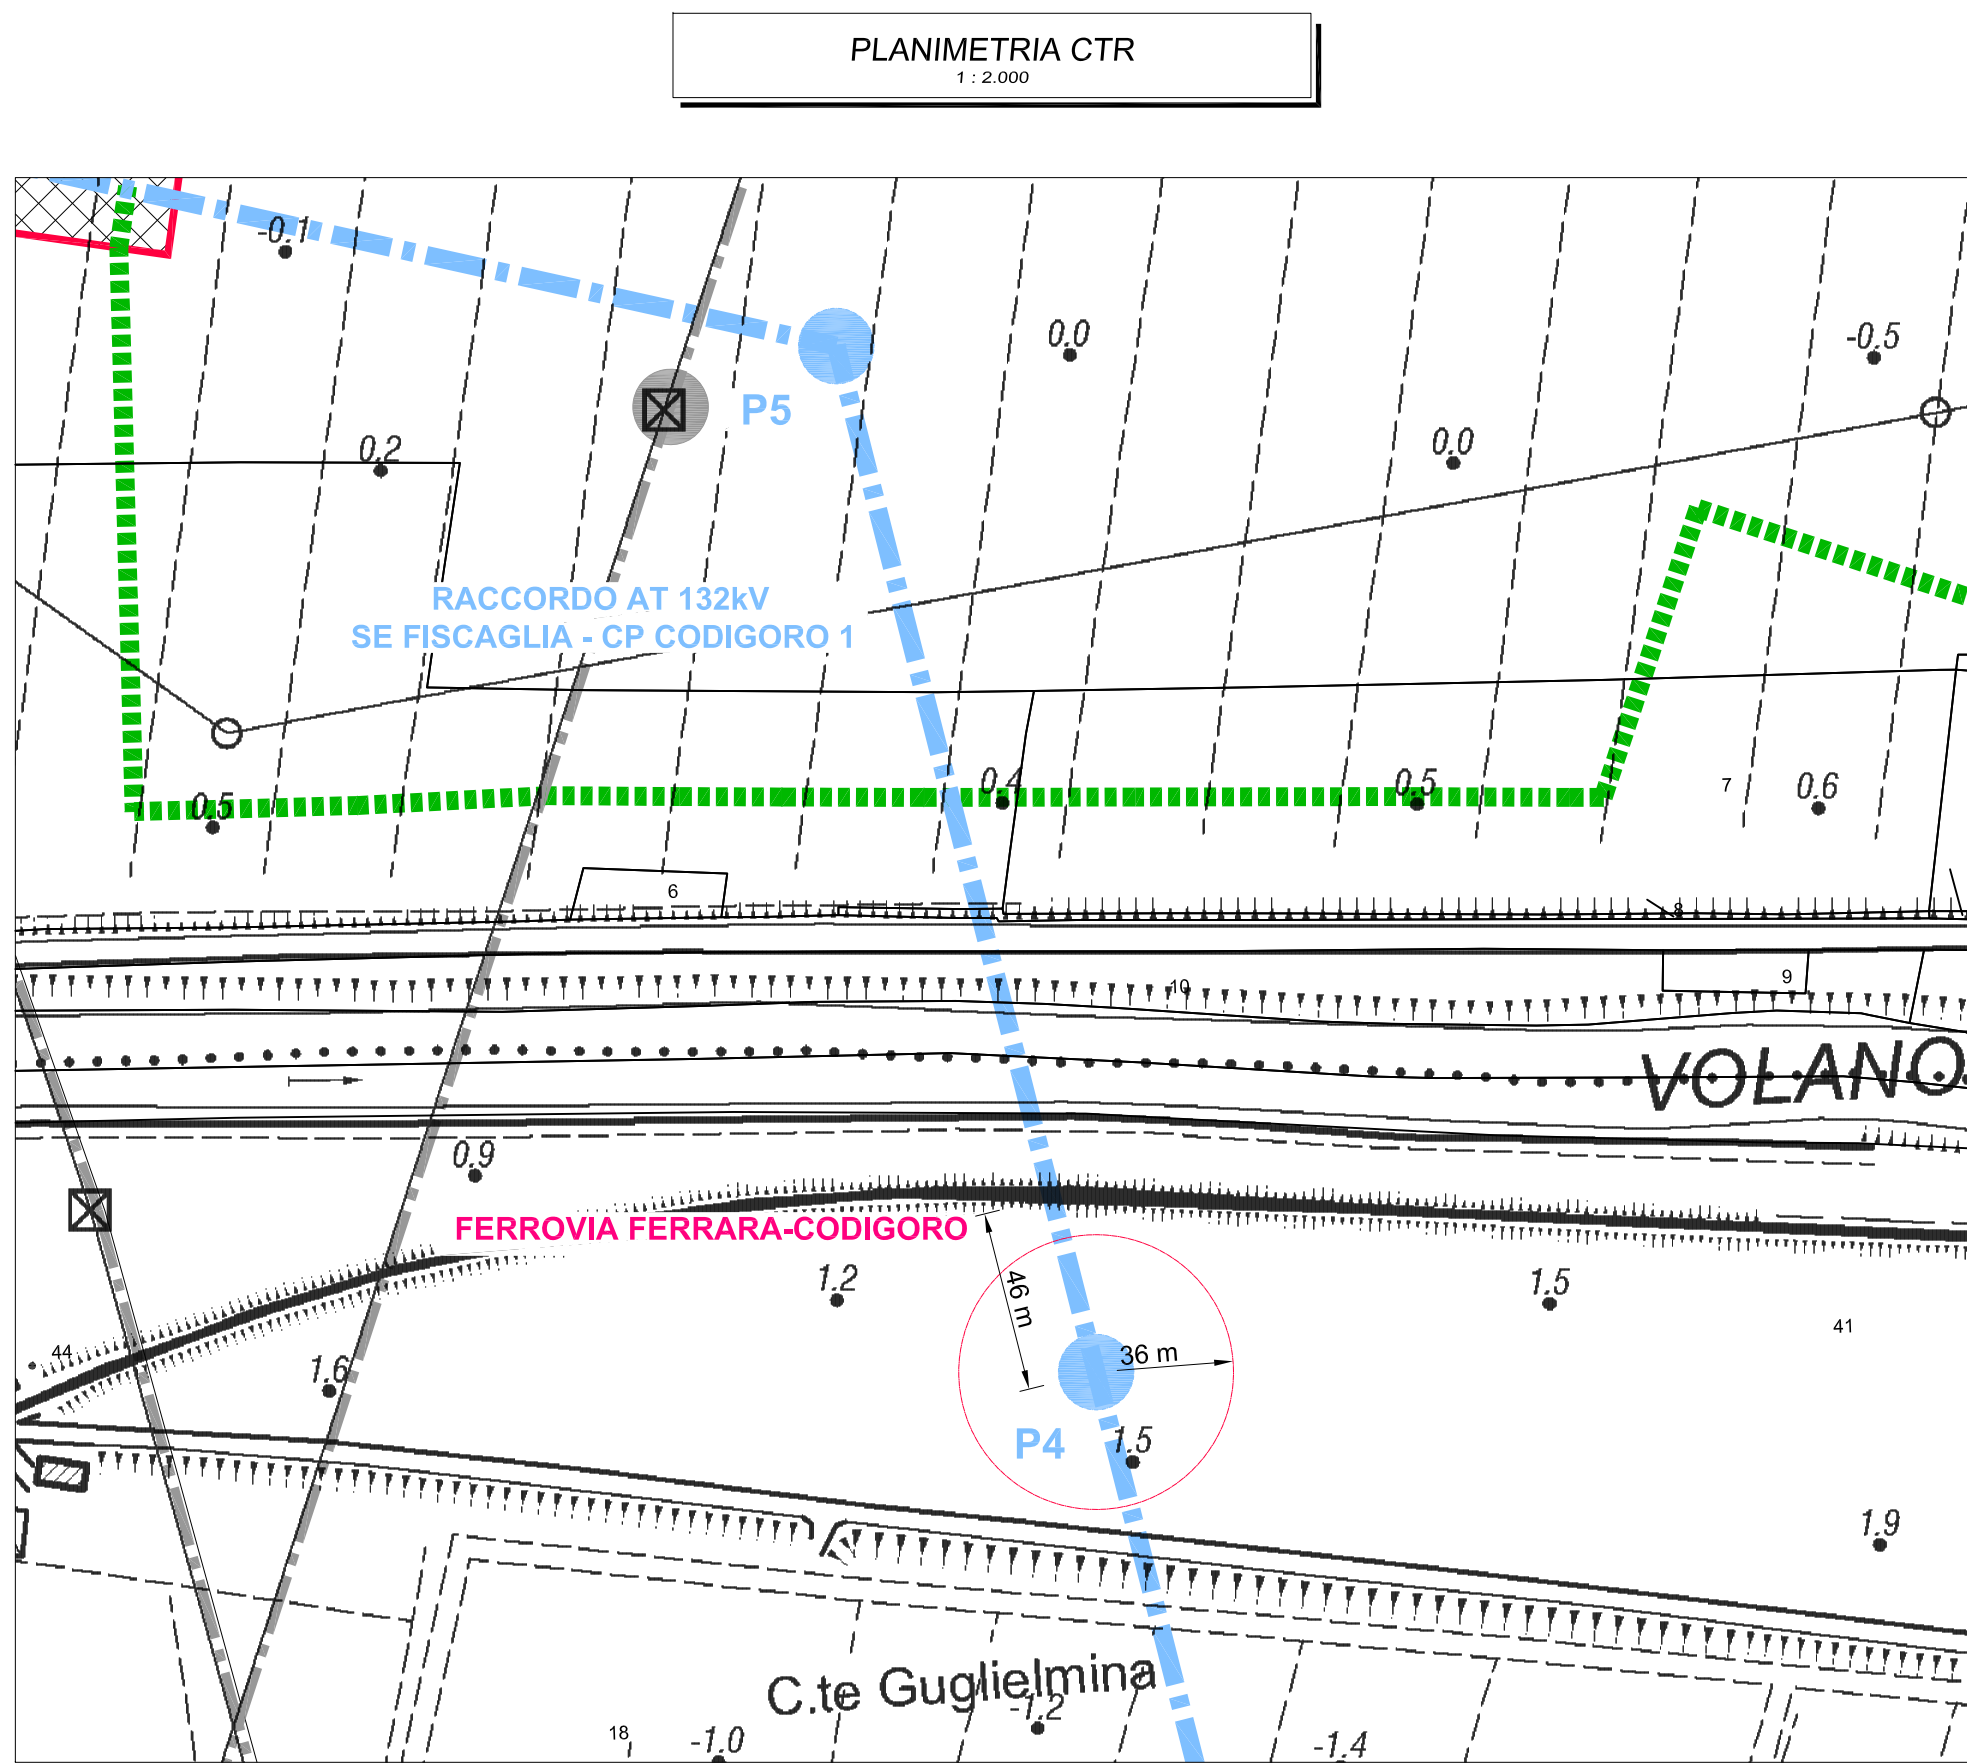 PLANIMETRIA CTR
1 : 2.000
-0.1
0.0
-0.5
P5
0.2
0.0
RACCORDO AT 132kV
SE FISCAGLIA - CP CODIGORO 1
0.5
0.4
0.5
7
0.6
6
8
9
10
VOLANO
0.9
FERROVIA FERRARA-CODIGORO
1.2
46 m
1.5
41
44
1.6
36 m
P4
1.5
1.9
C.te Guglielmina
-1.2
18
-1.0
-1.4